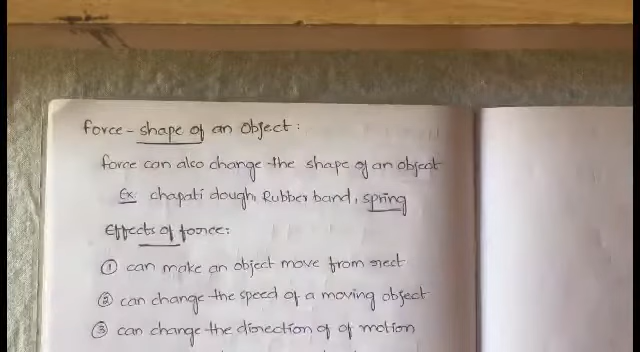 force - shape of an object:
force can also change the shape of an object
Ex chapati dough, Rubber band, spring
Effects of force:
① can make an object move from rest
② can change the speed of a moving object
③ can change the direction of of motion